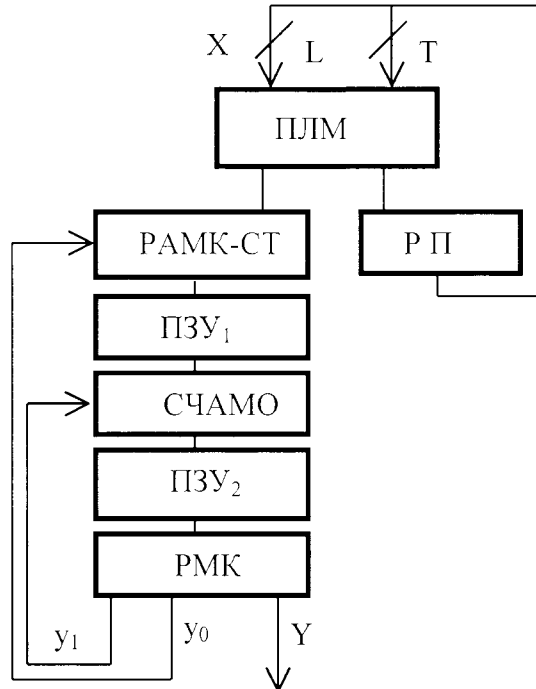 X L T
ПЛМ
РАМК-СТ
Р П
ПЗУ₁
СЧАМО
ПЗУ₂
РМК
y₁ y₀ Y